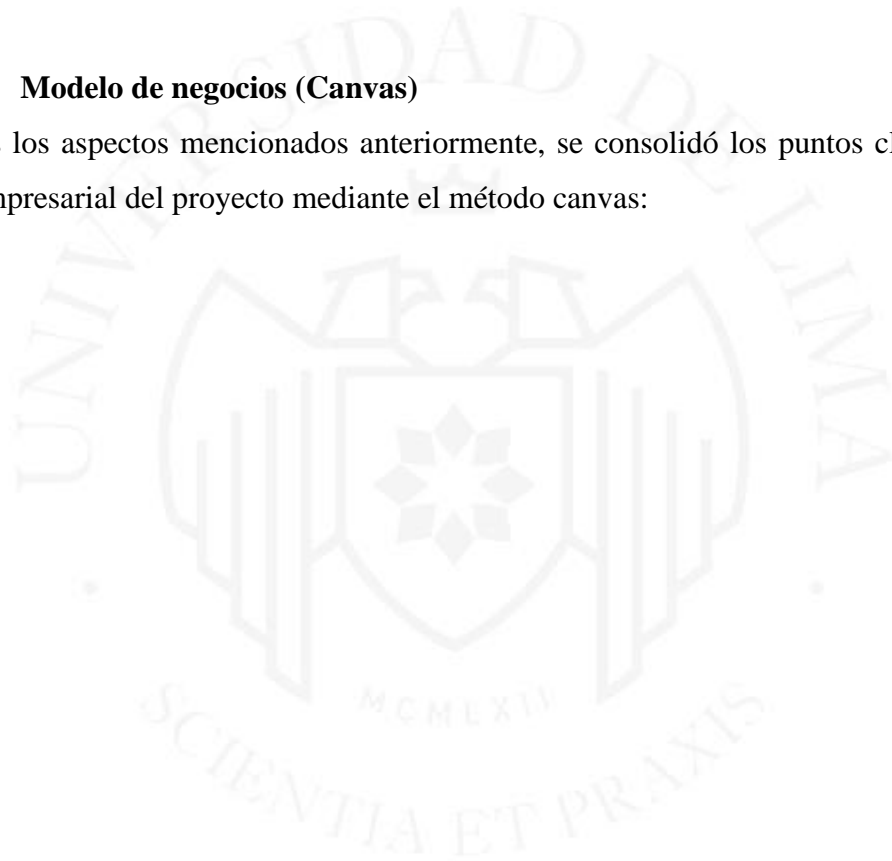 Modelo de negocios (Canvas)
los aspectos mencionados anteriormente, se consolidó los puntos
presarial del proyecto mediante el método canvas:
UNIVERSIDAD DE LIMA
MCMLXII
SCIENTIA ET PRAXIS